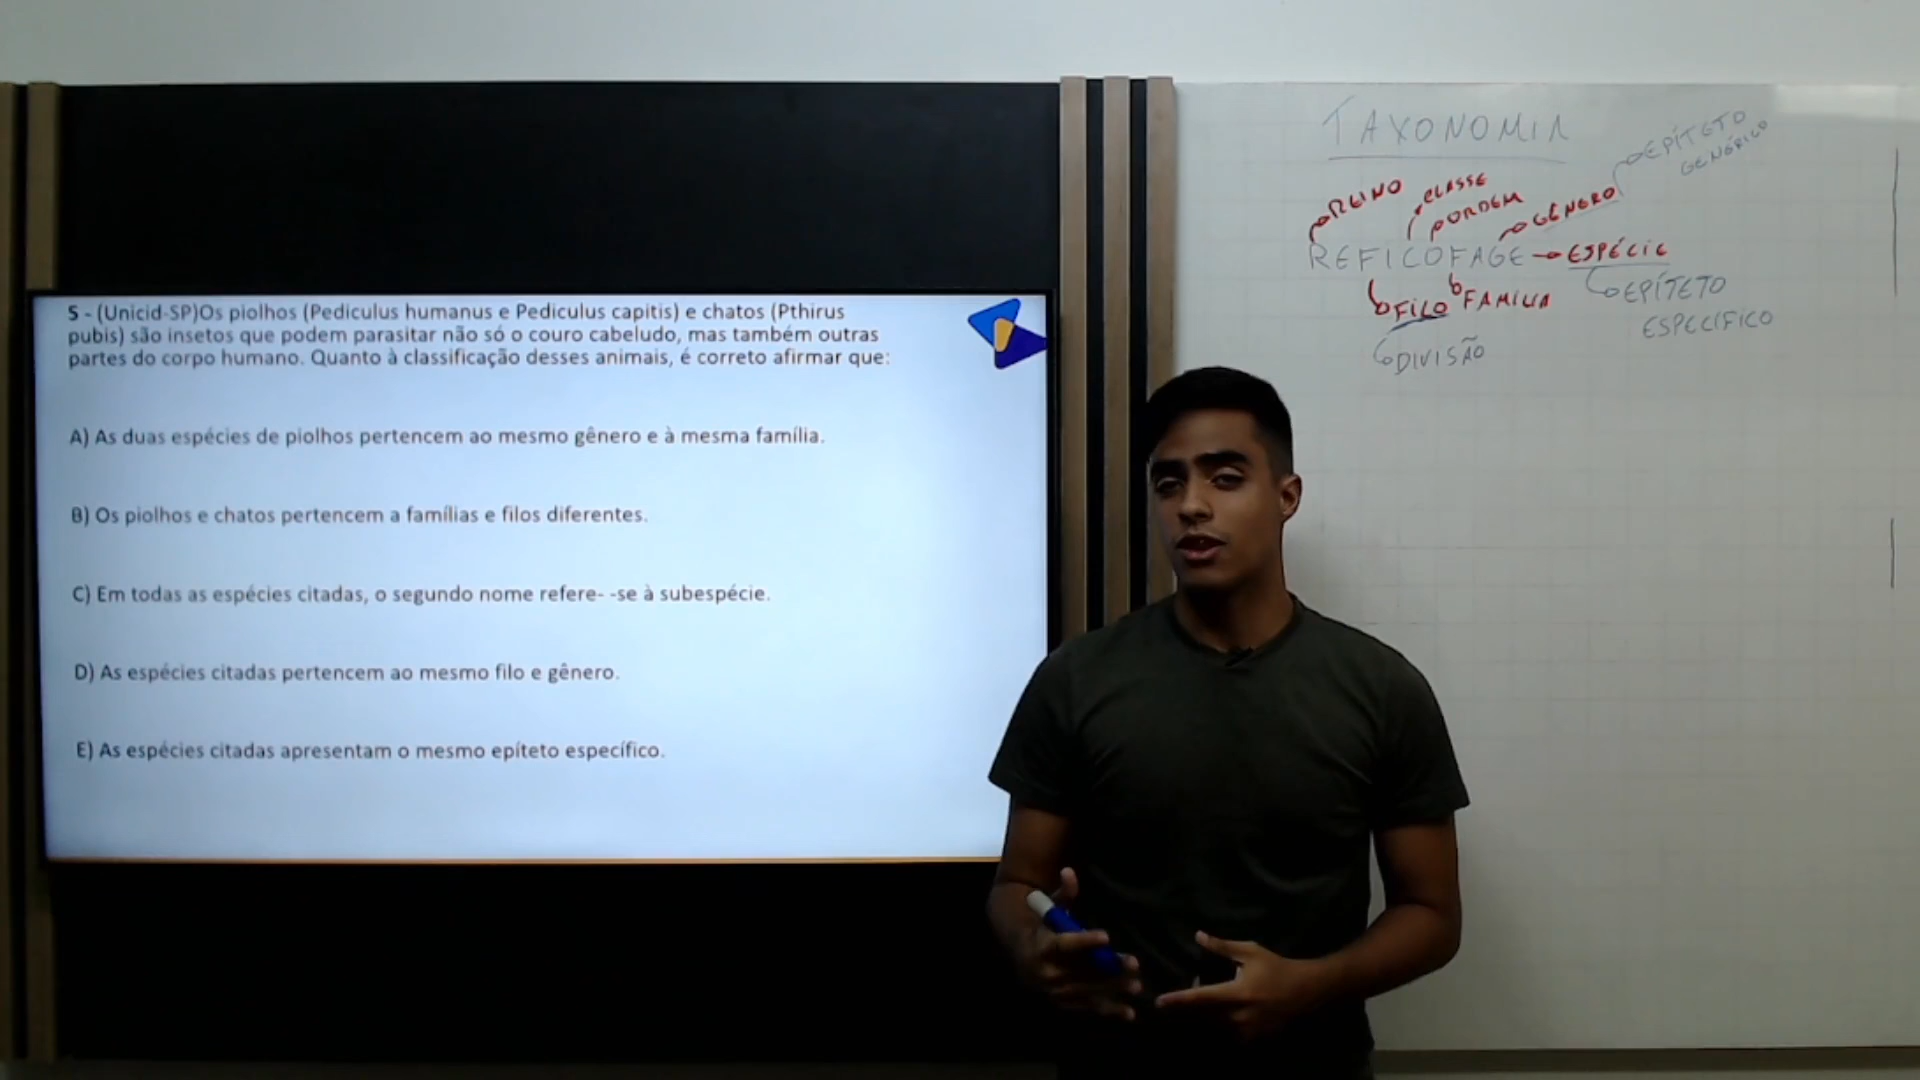 5 - (Unicid-SP)Os piolhos (Pediculus humanus e Pediculus capitis) e chatos (Pthirus
pubis) são insetos que podem parasitar não só o couro cabeludo, mas também outras
partes do corpo humano. Quanto à classificação desses animais, é correto afirmar que:
A) As duas espécies de piolhos pertencem ao mesmo gênero e à mesma família.
B) Os piolhos e chatos pertencem a famílias e filos diferentes.
C) Em todas as espécies citadas, o segundo nome refere- -se à subespécie.
D) As espécies citadas pertencem ao mesmo filo e gênero.
E) As espécies citadas apresentam o mesmo epíteto específico.
TAXONOMIA
EPÍTETO
GENÉRICO
REINO
CLASSE
ORDEM
GÊNERO
REFICOFAGE → ESPÉCIE
FILO
FAMÍLIA
EPÍTETO
ESPECÍFICO
DIVISÃO